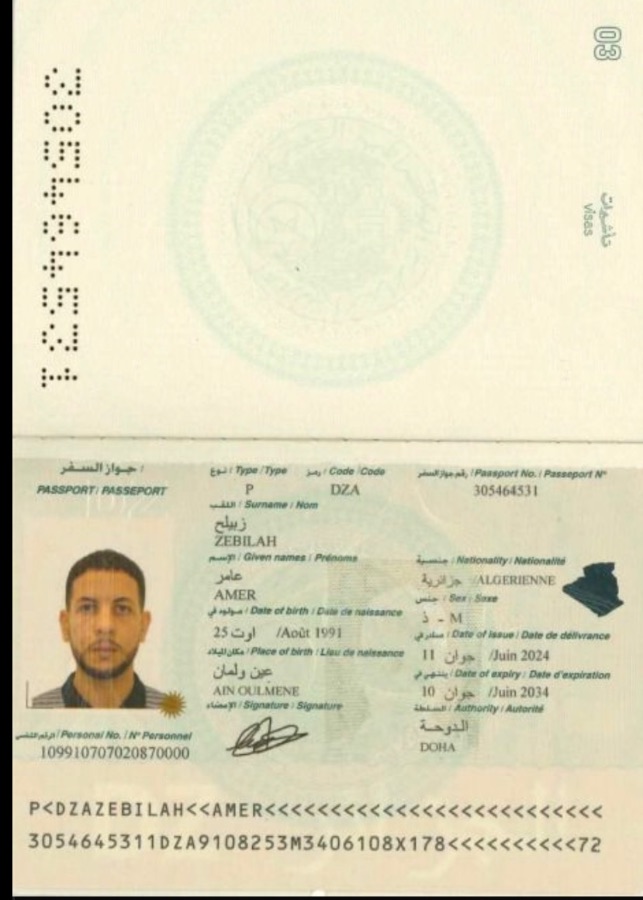 03
تأشيرات
visas
305464531
جواز السفر /
PASSPORT / PASSEPORT
نوع / Type / Type
رمز / Code / Code
رقم جواز السفر / Passport No. / Passeport N°
P
DZA
305464531
اللقب / Surname / Nom
زبيلح
ZEBILAH
الإسم / Given names / Prénoms
عامر
AMER
جنسية / Nationality / Nationalité
جزائرية / ALGERIENNE
جنس / Sex / Sexe
ذ - M
مولود في / Date of birth / Date de naissance
25 اوت /Août 1991
صادر في / Date of issue / Date de délivrance
11 جوان /Juin 2024
مكان الميلاد / Place of birth / Lieu de naissance
عين ولمان
AIN OULMENE
ينتهي في / Date of expiry / Date d'expiration
10 جوان /Juin 2034
الإمضاء / Signature / Signature
السلطة / Authority / Autorité
الدوحة
DOHA
الرقم الشخصي / Personal No. / N° Personnel
109910707020870000
P<DZAZEBILAH<<AMER<<<<<<<<<<<<<<<<<<<<<<<<<<
3054645311DZA9108253M3406108X178<<<<<<<<<<72